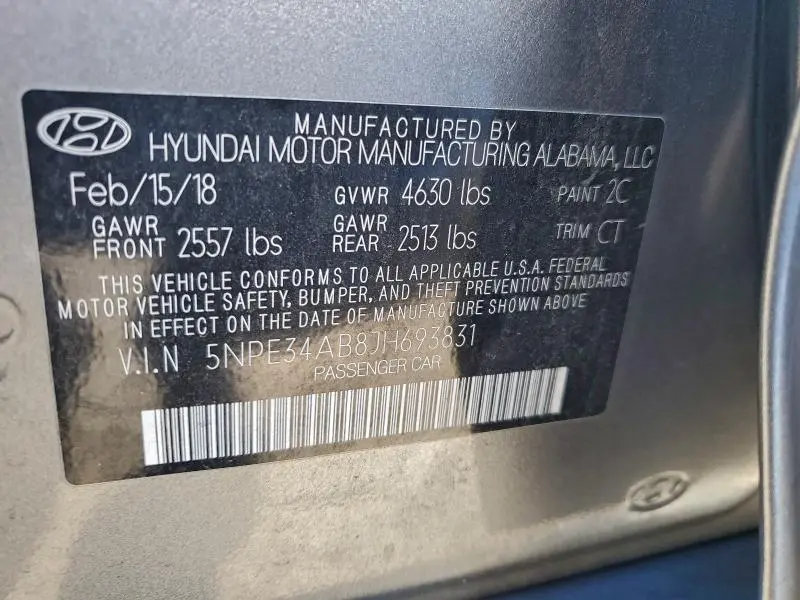 MANUFACTURED BY
HYUNDAI MOTOR MANUFACTURING ALABAMA, LLC
Feb/15/18 GVWR 4630 lbs PAINT 2C
GAWR FRONT 2557 lbs GAWR REAR 2513 lbs TRIM CT
THIS VEHICLE CONFORMS TO ALL APPLICABLE U.S.A. FEDERAL
MOTOR VEHICLE SAFETY, BUMPER, AND THEFT PREVENTION STANDARDS
IN EFFECT ON THE DATE OF MANUFACTURE SHOWN ABOVE
V.I.N 5NPE34AB8JH693831
PASSENGER CAR